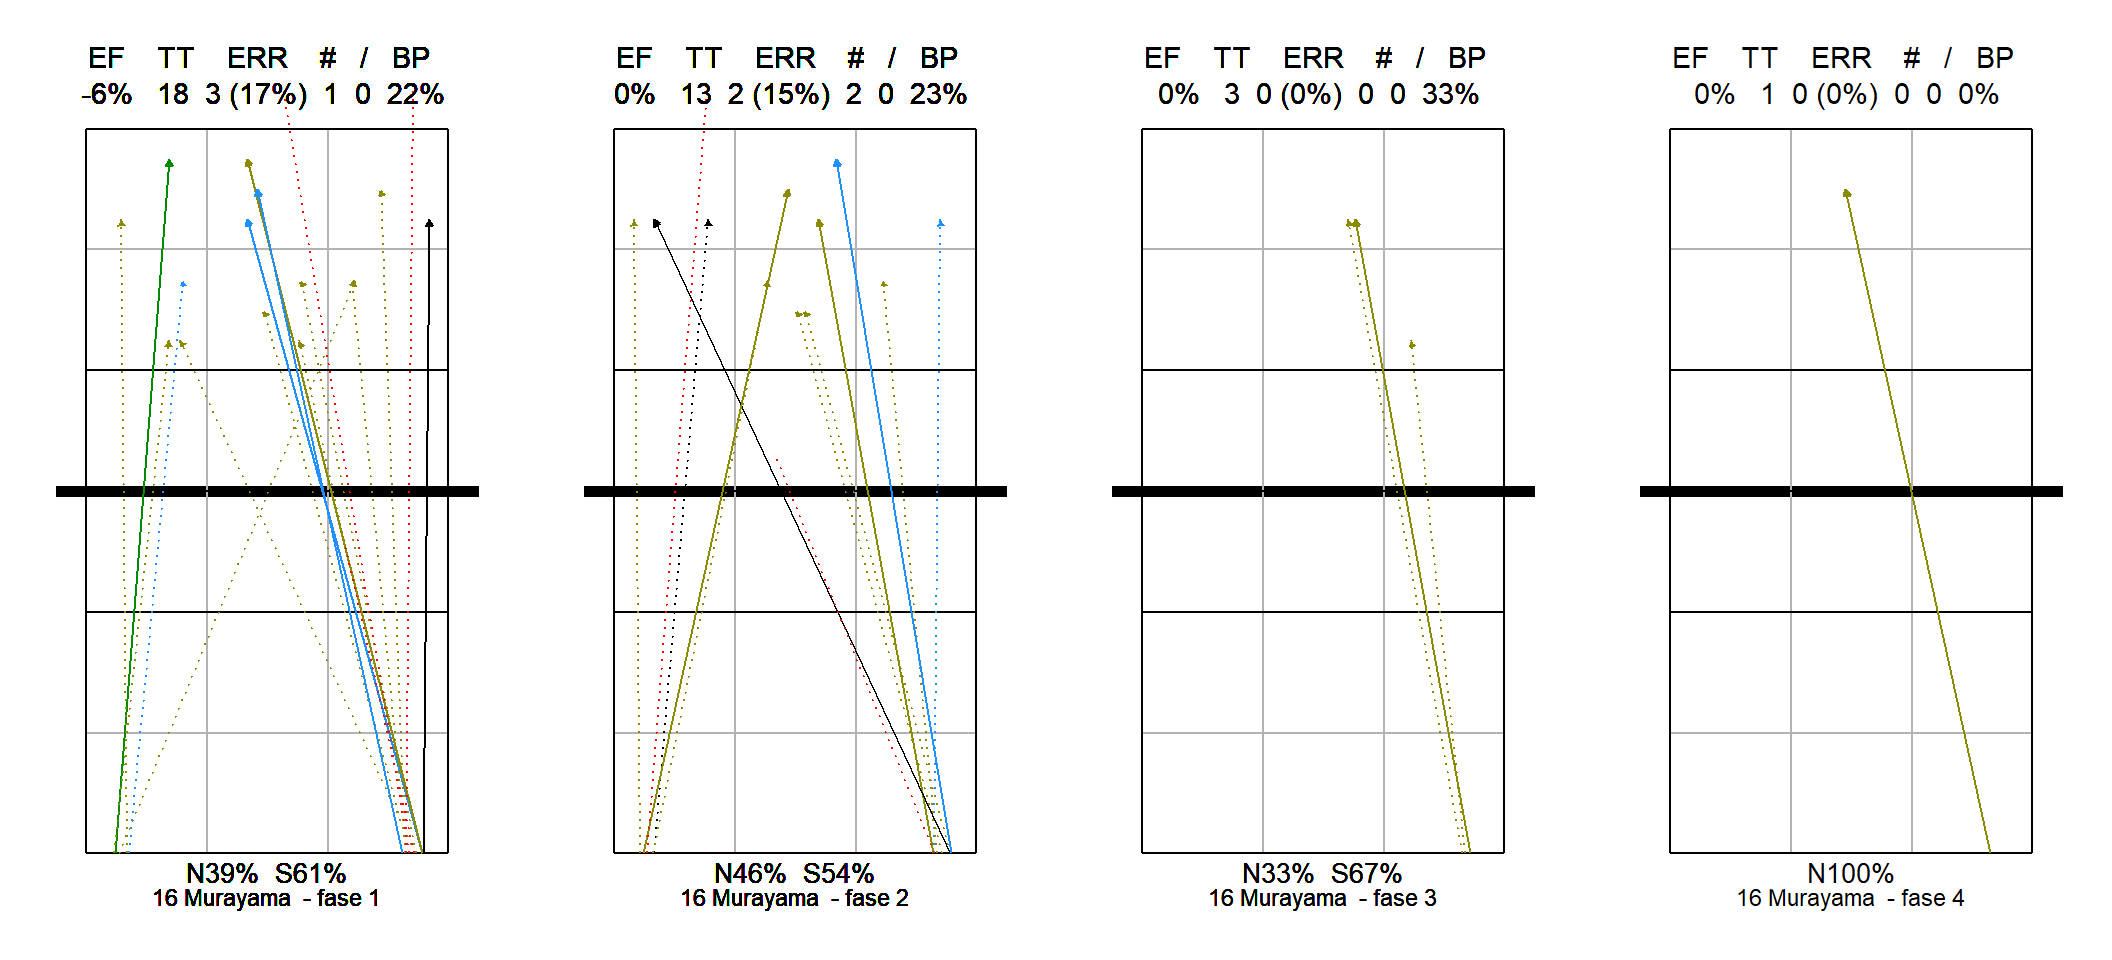 EF TT ERR # / BP
-6% 18 3 (17%) 1 0 22%
N39% S61%
16 Murayama - fase 1
EF TT ERR # / BP
0% 13 2 (15%) 2 0 23%
N46% S54%
16 Murayama - fase 2
EF TT ERR # / BP
0% 3 0 (0%) 0 0 33%
N33% S67%
16 Murayama - fase 3
EF TT ERR # / BP
0% 1 0 (0%) 0 0 0%
N100%
16 Murayama - fase 4